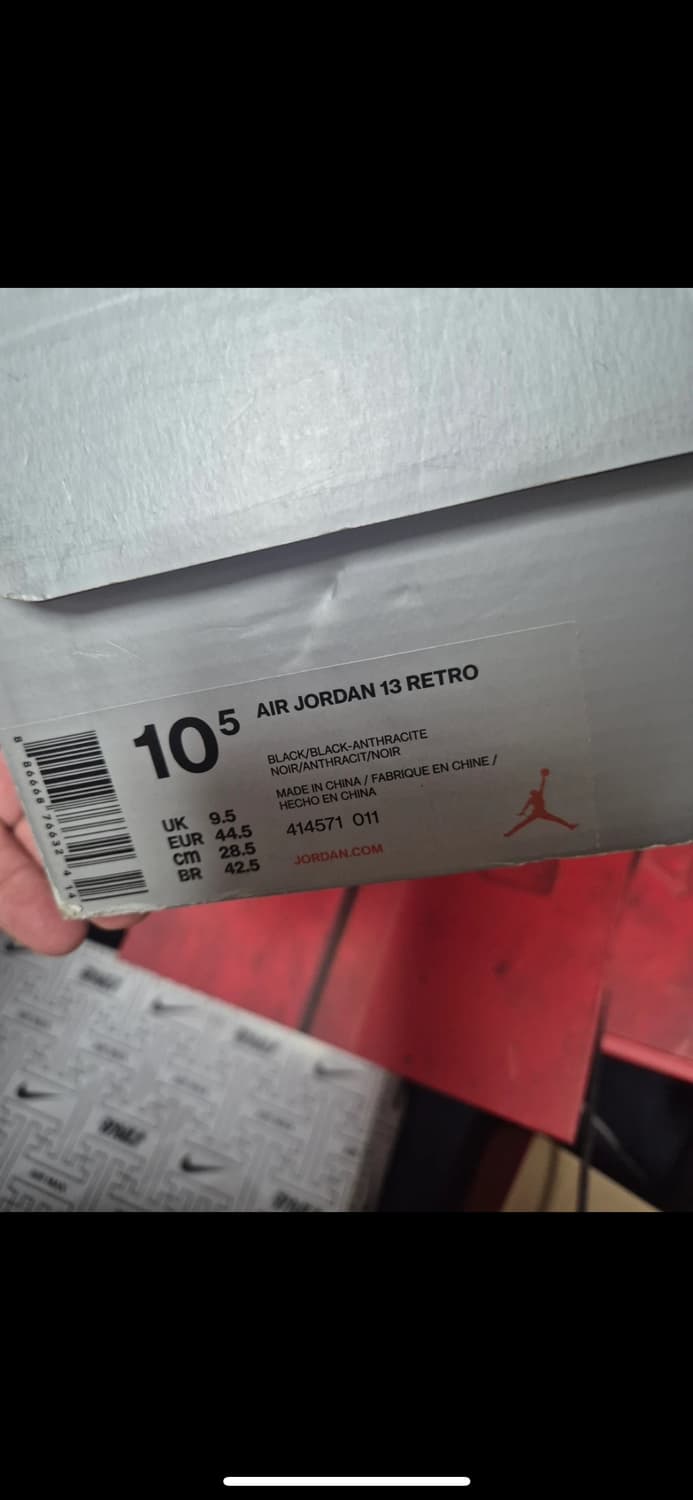 10⁵
AIR JORDAN 13 RETRO
BLACK/BLACK-ANTHRACITE
NOIR/ANTHRACIT/NOIR
MADE IN CHINA / FABRIQUE EN CHINE /
HECHO EN CHINA
UK 9.5
EUR 44.5
cm 28.5
BR 42.5
414571 011
JORDAN.COM